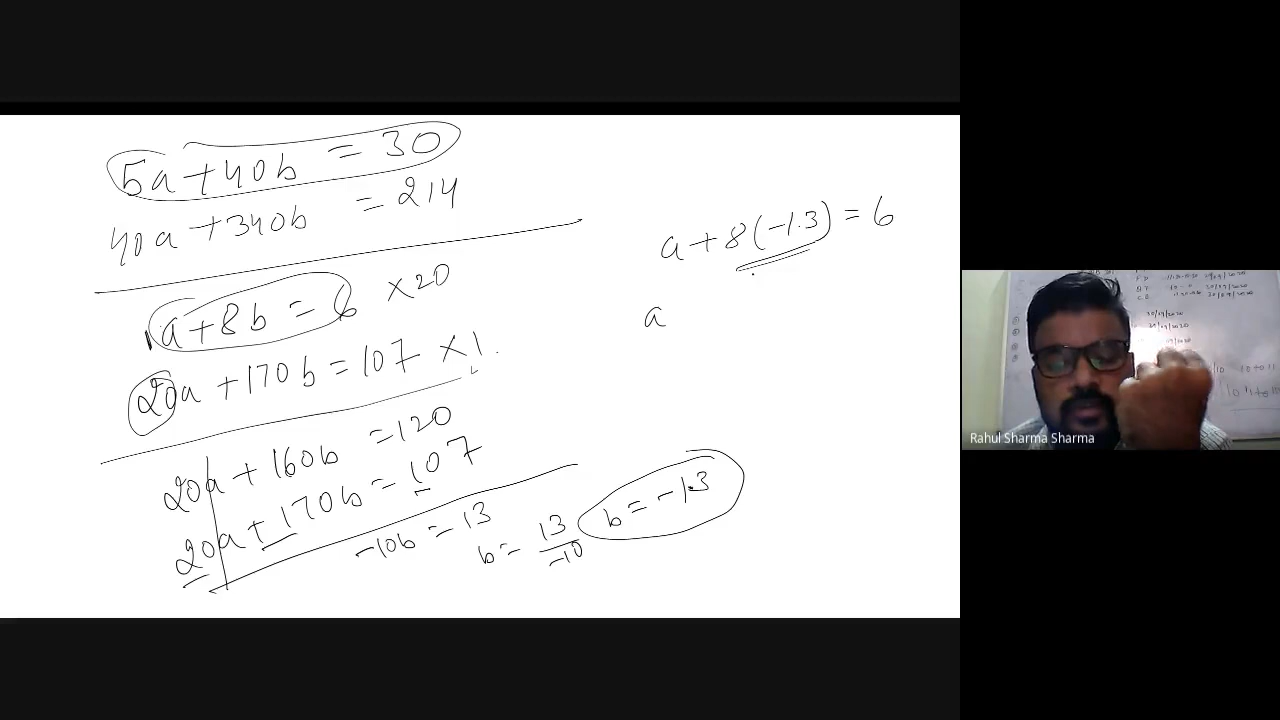 5a + 40b = 30
40a + 340b = 214
a + 8b = 6 × 20
20a + 170b = 107 × 1
20a + 160b = 120
20a + 170b = 107
-10b = 13
b = 13/-10
b = -1.3
a + 8(-1.3) = 6
a
Rahul Sharma Sharma